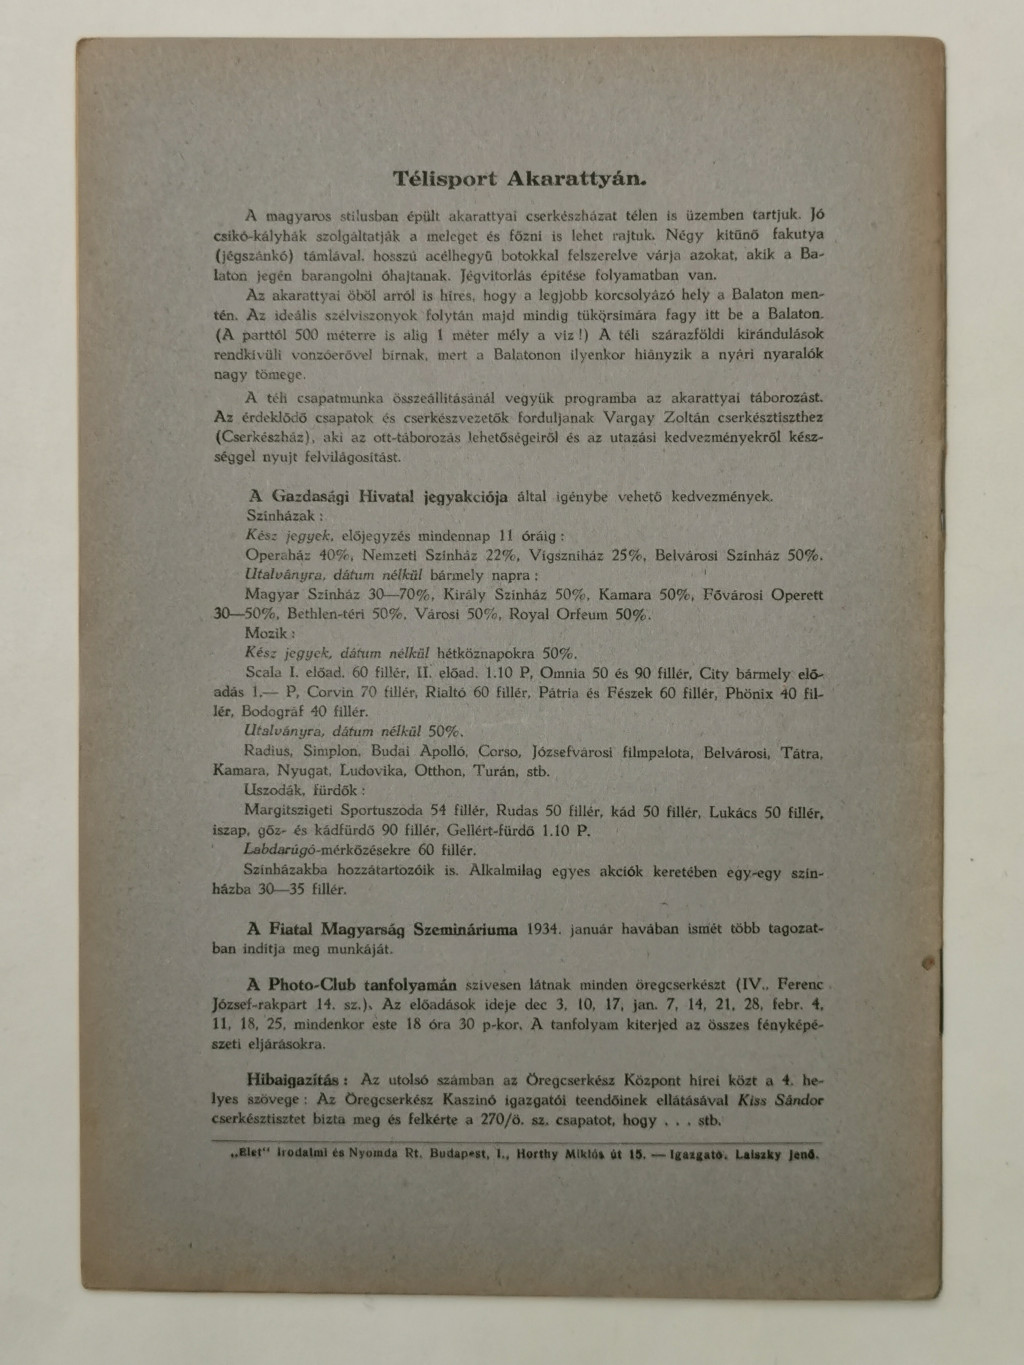 Télisport Akarattyán.
A magyaros stílusban épült akarattyai cserkészházat télen is üzemben tartjuk. Jó
csikó-kályhák szolgáltatják a meleget és főzni is lehet rajtuk. Négy kitünő fakutya
(jégszánkó) támlával, hosszú acélhegyű botokkal felszerelve várja azokat, akik a Ba-
laton jegén barangolni óhajtanak. Jégvitorlás építése folyamatban van.
Az akarattyai öböl arról is híres, hogy a legjobb korcsolyázó hely a Balaton men-
tén. Az ideális szélviszonyok folytán majd mindig tükörsimára fagy itt be a Balaton.
(A parttól 500 méterre is alig 1 méter mély a víz!) A téli szárazföldi kirándulások
rendkívüli vonzóerővel bírnak, mert a Balatonon ilyenkor hiányzik a nyári nyaralók
nagy tömege.
A téli csapatmunka összeállításánál vegyük programba az akarattyai táborozást.
Az érdeklődő csapatok és cserkészvezetők forduljanak Vargay Zoltán cserkésztiszthez
(Cserkészház), aki az ott-táborozás lehetőségeiről és az utazási kedvezményekről kész-
séggel nyujt felvilágosítást.
A Gazdasági Hivatal jegyakciója által igénybe vehető kedvezmények.
Színházak :
Kész jegyek, előjegyzés mindennap 11 óráig :
Operaház 40%, Nemzeti Színház 22%, Vígszniház 25%, Belvárosi Színház 50%.
Utalványra, dátum nélkül bármely napra :
Magyar Színház 30—70%, Király Színház 50%, Kamara 50%, Fővárosi Operett
30—50%, Bethlen-téri 50%, Városi 50%, Royal Orfeum 50%.
Mozik :
Kész jegyek, dátum nélkül hétköznapokra 50%.
Scala I. előad. 60 fillér, II. előad. 1.10 P, Omnia 50 és 90 fillér, City bármely elő-
adás 1.— P, Corvin 70 fillér, Rialtó 60 fillér, Pátria és Fészek 60 fillér, Phönix 40 fil-
lér, Bodográf 40 fillér.
Utalványra, dátum nélkül 50%.
Radius, Simplon, Budai Apolló, Corso, Józsefvárosi filmpalota, Belvárosi, Tátra,
Kamara, Nyugat, Ludovika, Otthon, Turán, stb.
Uszodák, fürdők :
Margitszigeti Sportuszoda 54 fillér, Rudas 50 fillér, kád 50 fillér, Lukács 50 fillér,
iszap, gőz- és kádfürdő 90 fillér, Gellért-fürdő 1.10 P.
Labdarúgó-mérkőzésekre 60 fillér.
Színházakba hozzátartozóik is. Alkalmilag egyes akciók keretében egy-egy szín-
házba 30—35 fillér.
A Fiatal Magyarság Szemináriuma 1934. január havában ismét több tagozat-
ban indítja meg munkáját.
A Photo-Club tanfolyamán szívesen látnak minden öregcserkészt (IV., Ferenc
József-rakpart 14. sz.). Az előadások ideje dec 3, 10, 17, jan. 7, 14, 21, 28, febr. 4,
11, 18, 25, mindenkor este 18 óra 30 p-kor. A tanfolyam kiterjed az összes fényképé-
szeti eljárásokra.
Hibaigazítás : Az utolsó számban az Öregcserkész Központ hírei közt a 4. he-
lyes szövege : Az Öregcserkész Kaszinó igazgatói teendőinek ellátásával Kiss Sándor
cserkésztisztet bízta meg és felkérte a 270/ö. sz. csapatot, hogy . . . stb.
„Élet" Irodalmi és Nyomda Rt. Budapest, I., Horthy Miklós út 15. — Igazgató. Laiszky Jenő.